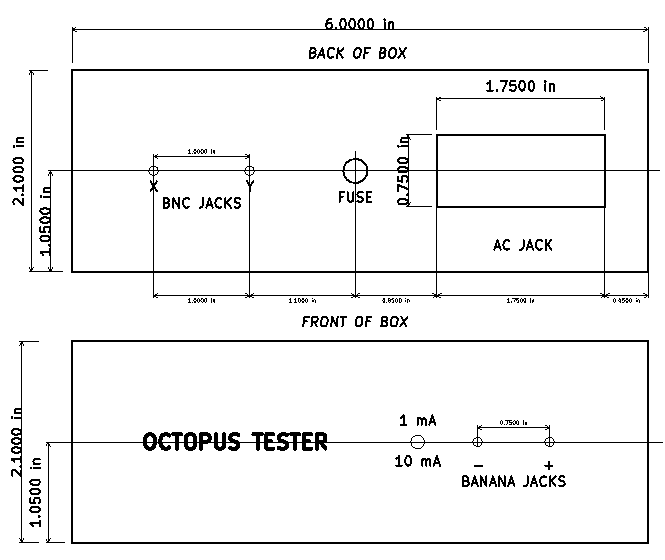 6.0000 in
BACK OF BOX
1.7500 in
2.1000 in
1.0000 in
0.7500 in
X Y
BNC JACKS
FUSE
1.0500 in
AC JACK
1.0000 in 1.1000 in 0.8500 in 1.7500 in 0.4500 in
FRONT OF BOX
1 mA
0.7500 in
2.1000 in
OCTOPUS TESTER
10 mA
- +
BANANA JACKS
1.0500 in